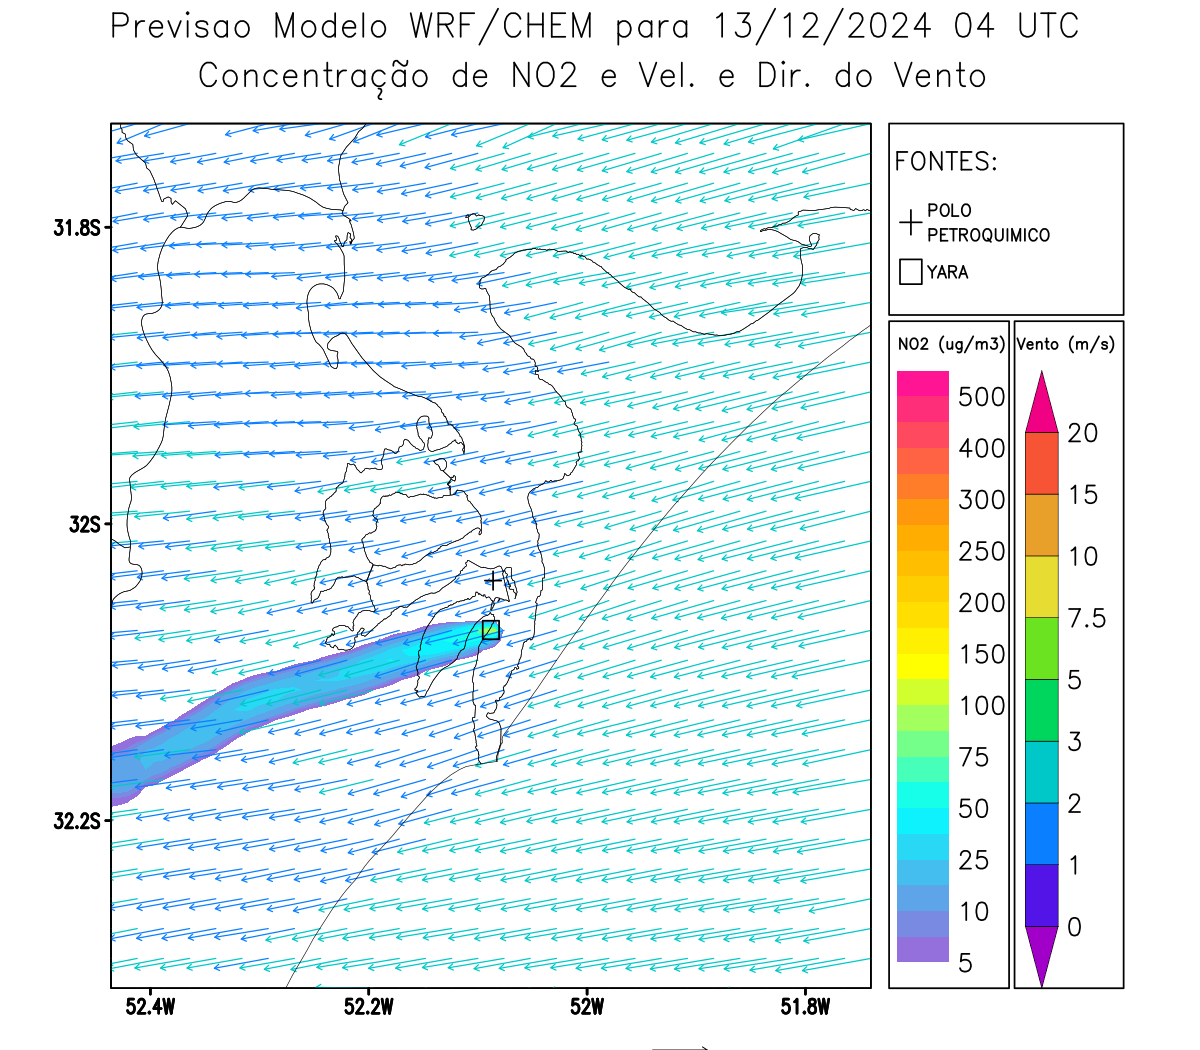 Previsao Modelo WRF/CHEM para 13/12/2024 04 UTC
Concentração de NO2 e Vel. e Dir. do Vento
FONTES:
POLO
PETROQUIMICO
YARA
NO2 (ug/m3)
500
400
300
250
200
150
100
75
50
25
10
5
Vento (m/s)
20
15
10
7.5
5
3
2
1
0
31.8S
32S
32.2S
52.4W
52.2W
52W
51.8W